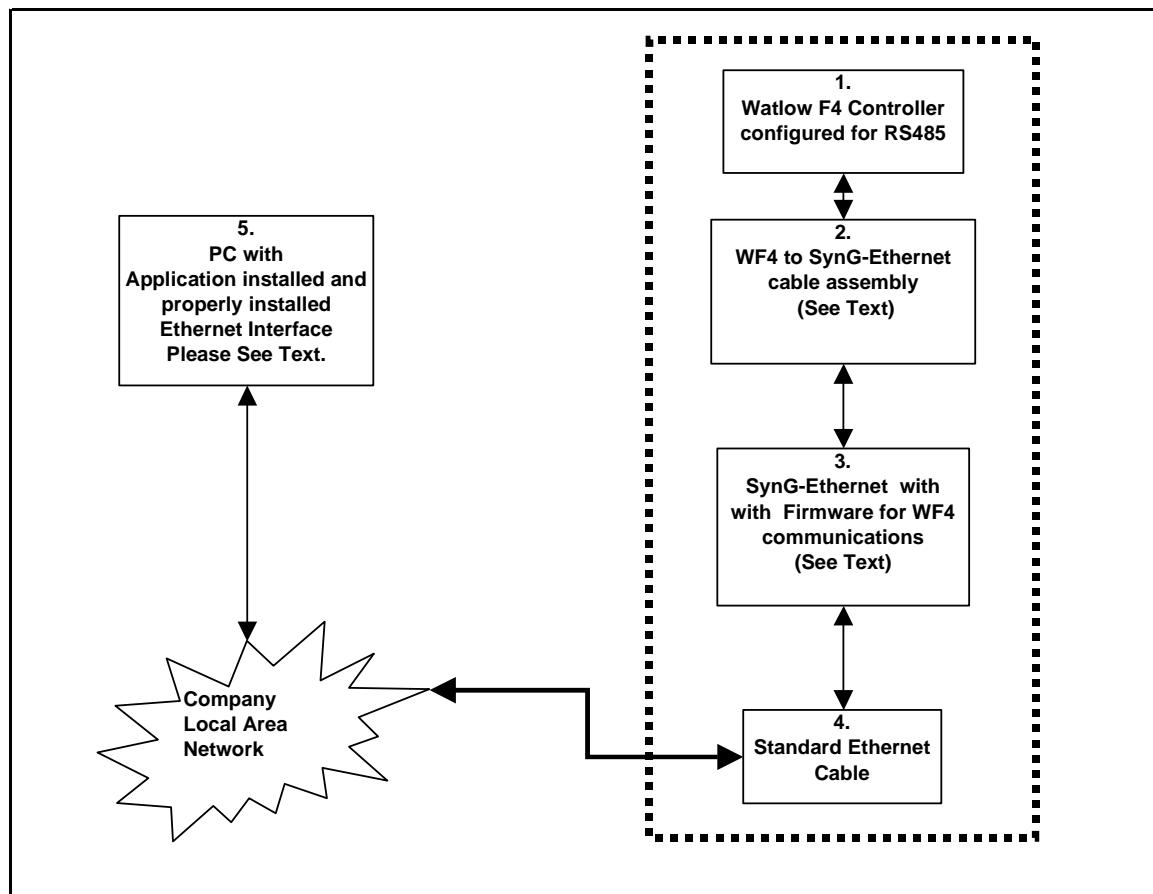 1.
Watlow F4 Controller
configured for RS485
2.
WF4 to SynG-Ethernet
cable assembly
(See Text)
3.
SynG-Ethernet with
with Firmware for WF4
communications
(See Text)
4.
Standard Ethernet
Cable
5.
PC with
Application installed and
properly installed
Ethernet Interface
Please See Text.
Company
Local Area
Network